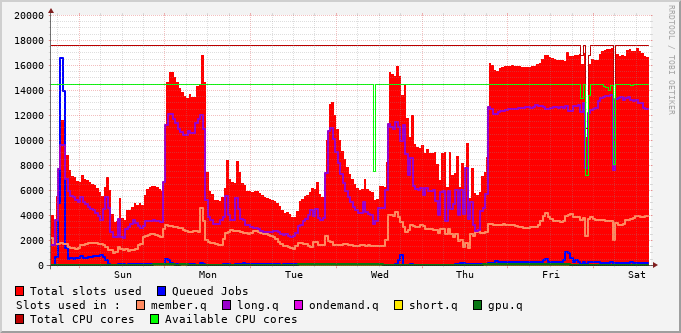 20000
18000
16000
14000
12000
10000
8000
6000
4000
2000
0
Sun Mon Tue Wed Thu Fri Sat
RRDTOOL / TOBI OETIKER
Total slots used Queued Jobs
Slots used in : member.q long.q ondemand.q short.q gpu.q
Total CPU cores Available CPU cores